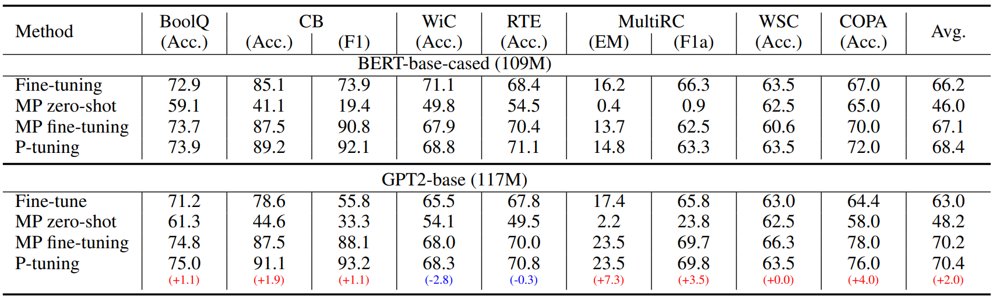 Method BoolQ CB WiC RTE MultiRC WSC COPA Avg.
(Acc.) (Acc.) (F1) (Acc.) (Acc.) (EM) (F1a) (Acc.) (Acc.)
BERT-base-cased (109M)
Fine-tuning 72.9 85.1 73.9 71.1 68.4 16.2 66.3 63.5 67.0 66.2
MP zero-shot 59.1 41.1 19.4 49.8 54.5 0.4 0.9 62.5 65.0 46.0
MP fine-tuning 73.7 87.5 90.8 67.9 70.4 13.7 62.5 60.6 70.0 67.1
P-tuning 73.9 89.2 92.1 68.8 71.1 14.8 63.3 63.5 72.0 68.4
GPT2-base (117M)
Fine-tune 71.2 78.6 55.8 65.5 67.8 17.4 65.8 63.0 64.4 63.0
MP zero-shot 61.3 44.6 33.3 54.1 49.5 2.2 23.8 62.5 58.0 48.2
MP fine-tuning 74.8 87.5 88.1 68.0 70.0 23.5 69.7 66.3 78.0 70.2
P-tuning 75.0 91.1 93.2 68.3 70.8 23.5 69.8 63.5 76.0 70.4
(+1.1) (+1.9) (+1.1) (-2.8) (-0.3) (+7.3) (+3.5) (+0.0) (+4.0) (+2.0)